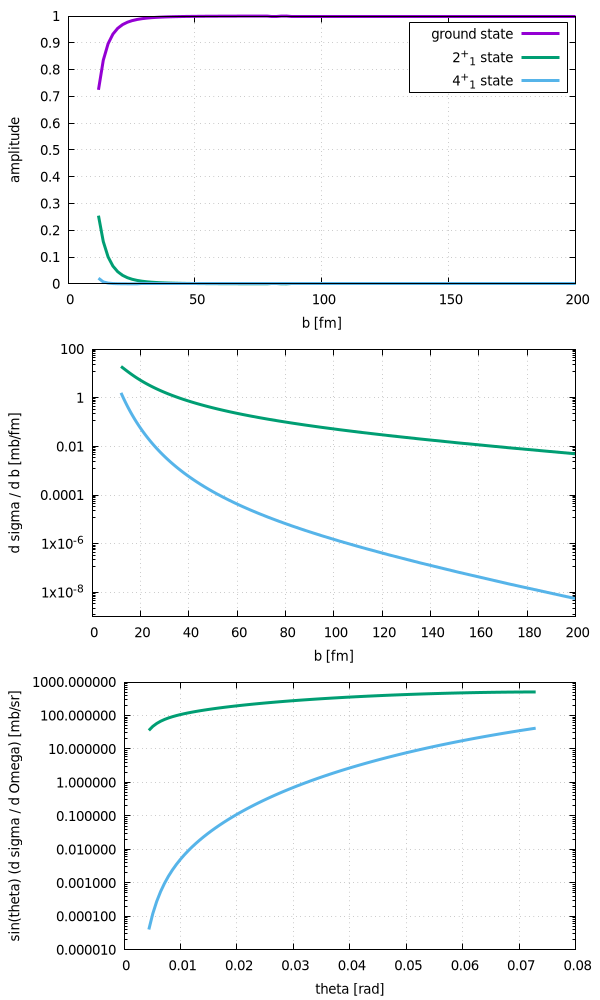 1
0.9
0.8
0.7
0.6
0.5
0.4
0.3
0.2
0.1
0
amplitude
ground state
2⁺₁ state
4⁺₁ state
0 50 100 150 200
b [fm]
100
1
0.01
0.0001
1x10⁻⁶
1x10⁻⁸
d sigma / d b [mb/fm]
0 20 40 60 80 100 120 140 160 180 200
b [fm]
1000.000000
100.000000
10.000000
1.000000
0.100000
0.010000
0.001000
0.000100
0.000010
sin(theta) (d sigma / d Omega) [mb/sr]
0 0.01 0.02 0.03 0.04 0.05 0.06 0.07 0.08
theta [rad]